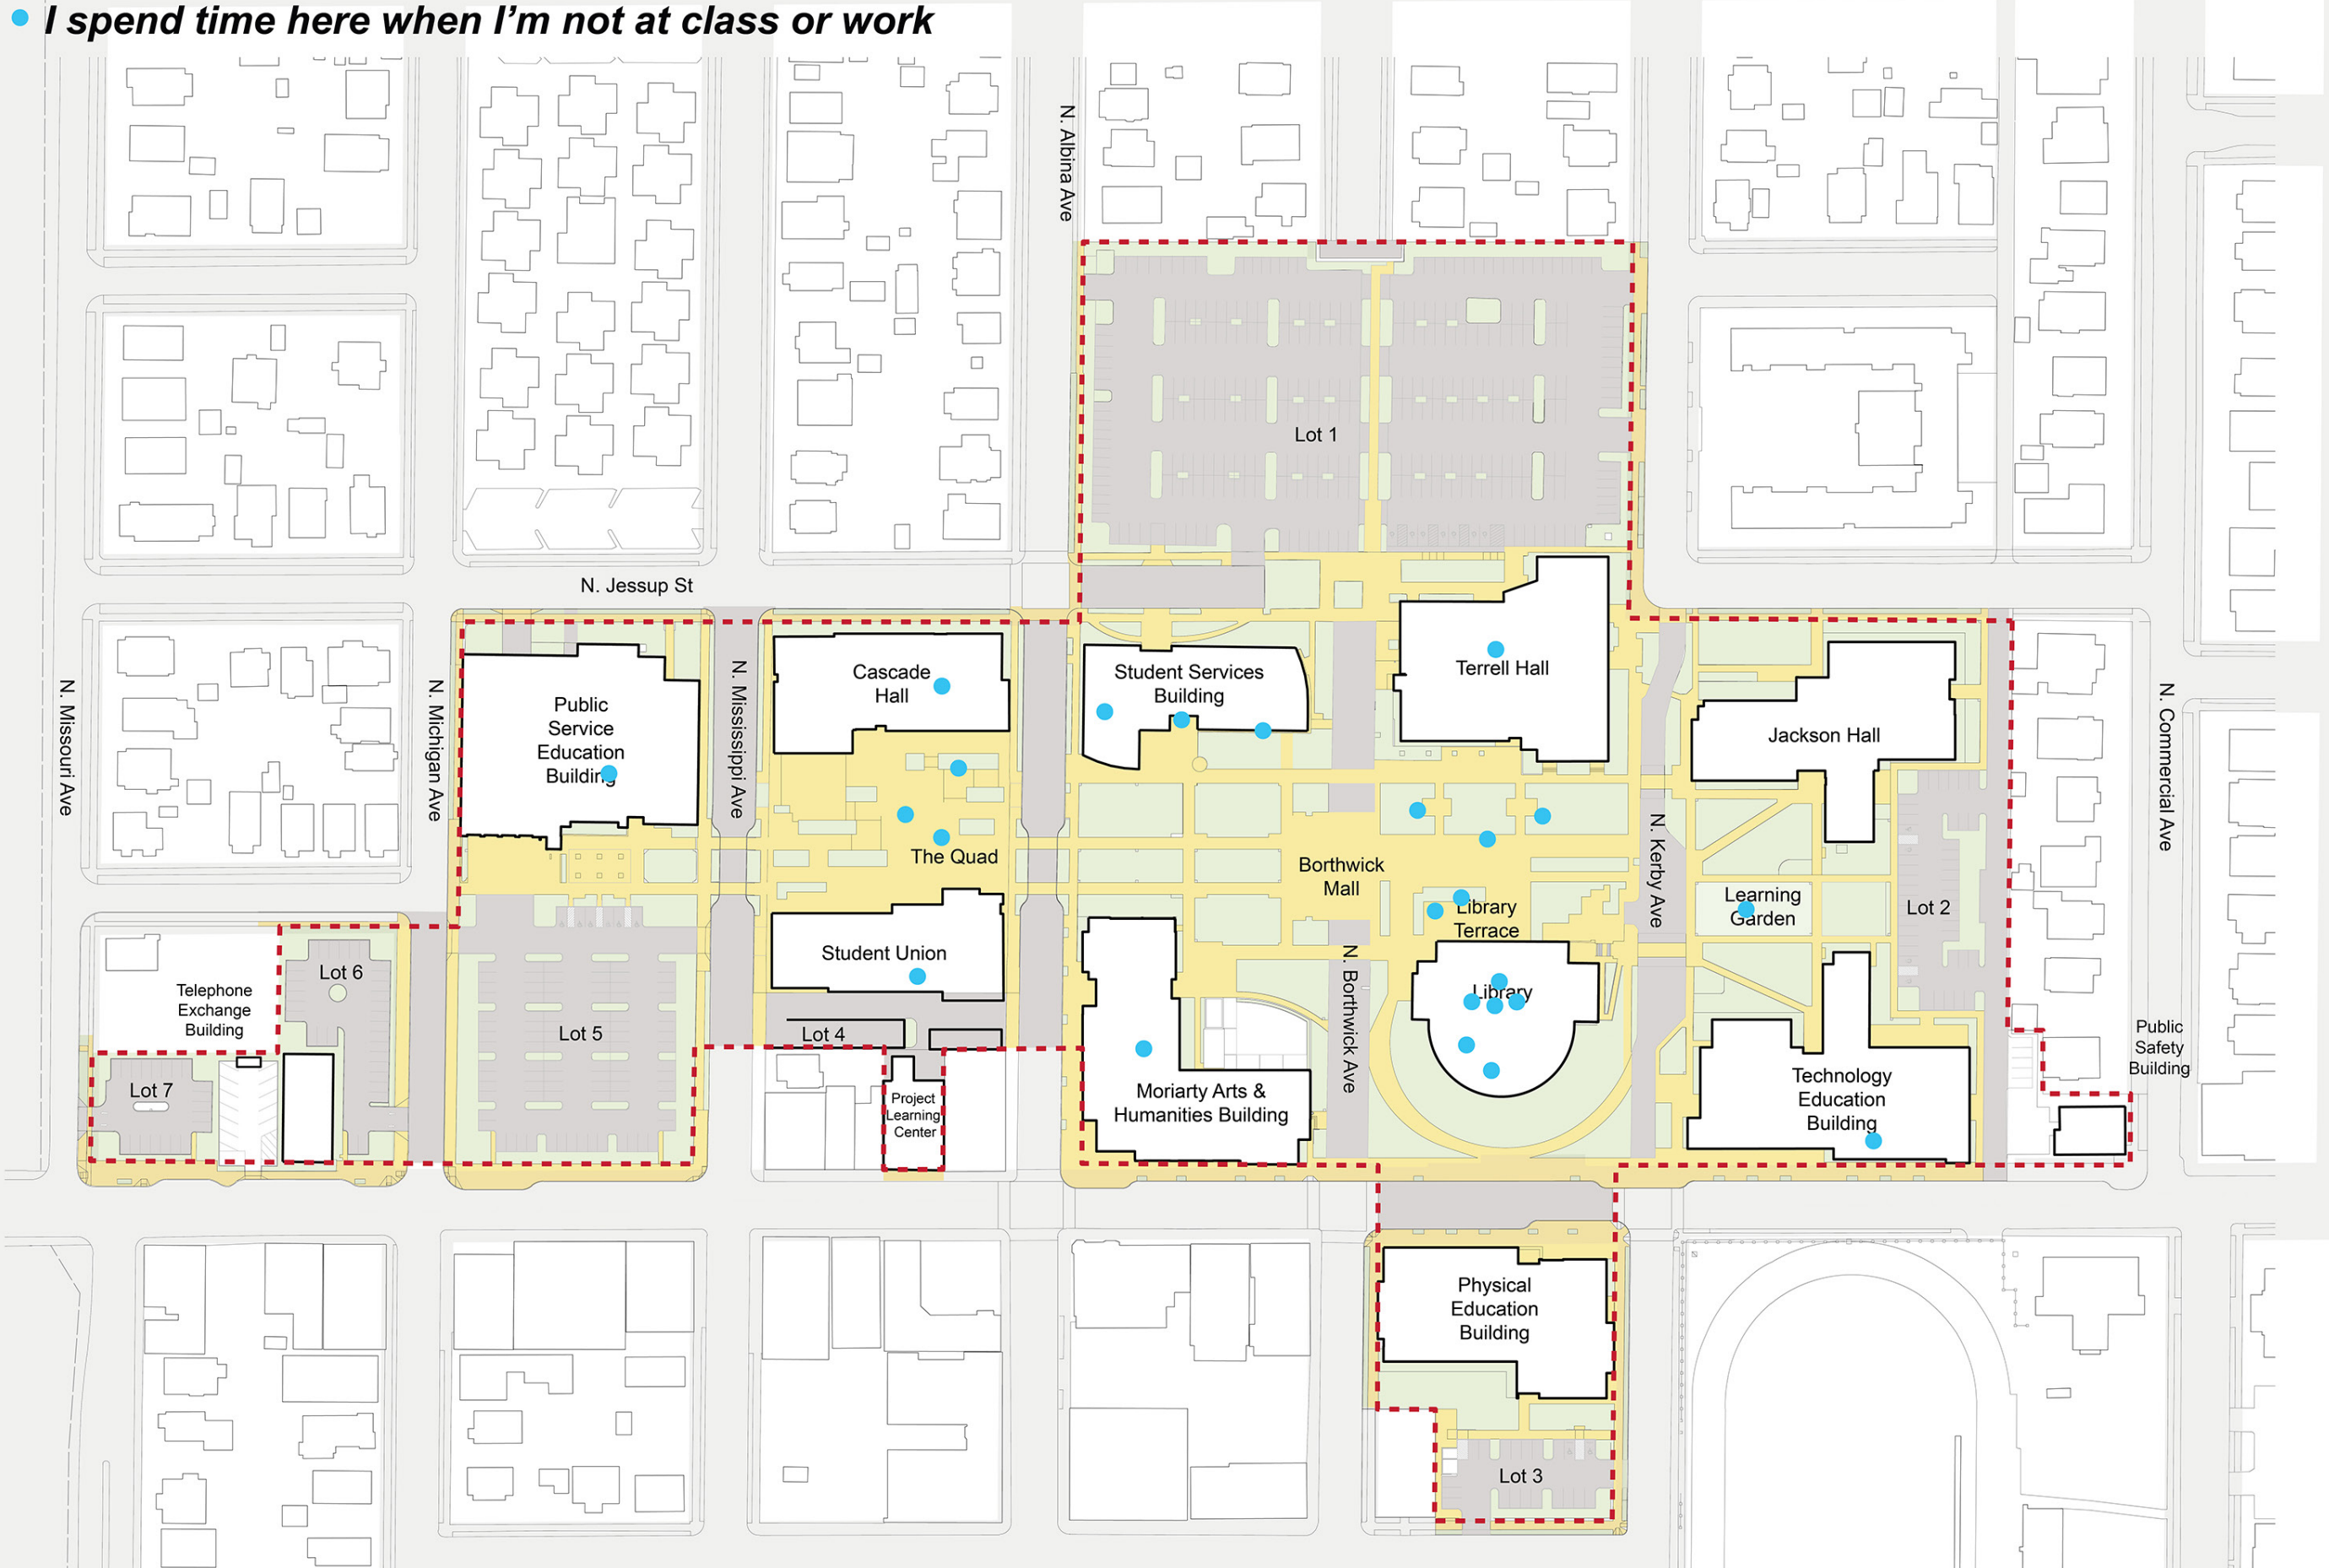 I spend time here when I’m not at class or work
N. Albina Ave
Lot 1
N. Jessup St
N. Missouri Ave
N. Michigan Ave
Public
Service
Education
Building
N. Mississippi Ave
Cascade
Hall
Student Services
Building
Terrell Hall
Jackson Hall
N. Commercial Ave
The Quad
Borthwick
Mall
N. Kerby Ave
Learning
Garden
Lot 2
Library
Terrace
Student Union
Lot 6
Telephone
Exchange
Building
Lot 5
Lot 4
N. Borthwick Ave
Library
Public
Safety
Building
Lot 7
Project
Learning
Center
Moriarty Arts &
Humanities Building
Technology
Education
Building
Physical
Education
Building
Lot 3